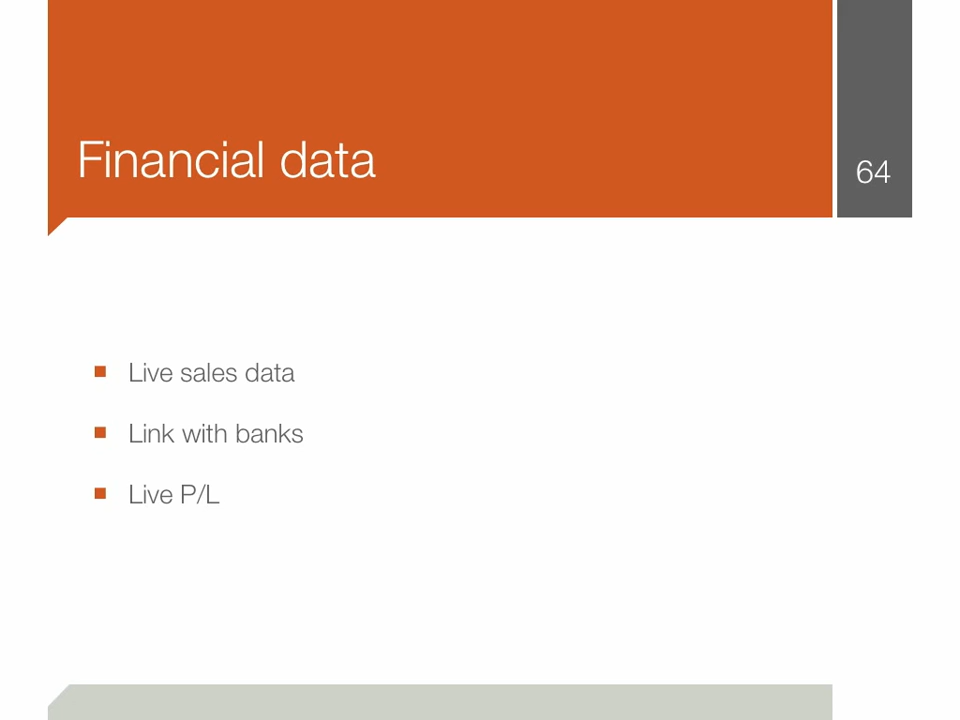 Financial data
64
Live sales data
Link with banks
Live P/L